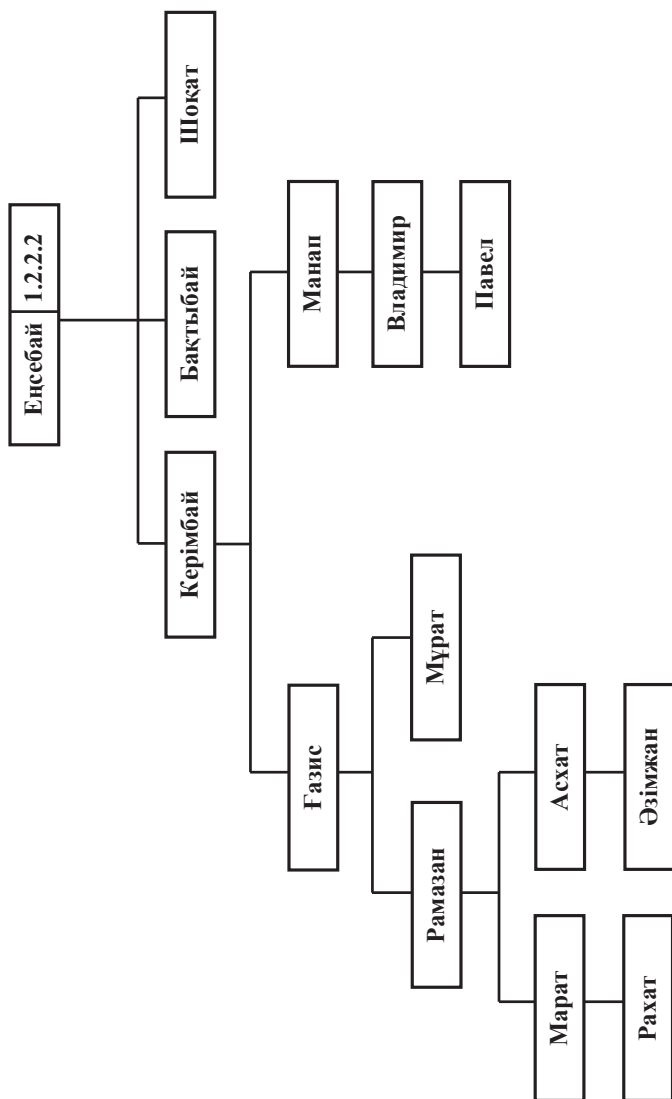 Еңсебай 1.2.2.2
Керімбай
Бақтыбай
Шоқат
Ғазис
Манап
Рамазан
Мұрат
Владимир
Марат
Асхат
Павел
Рахат
Әзімжан